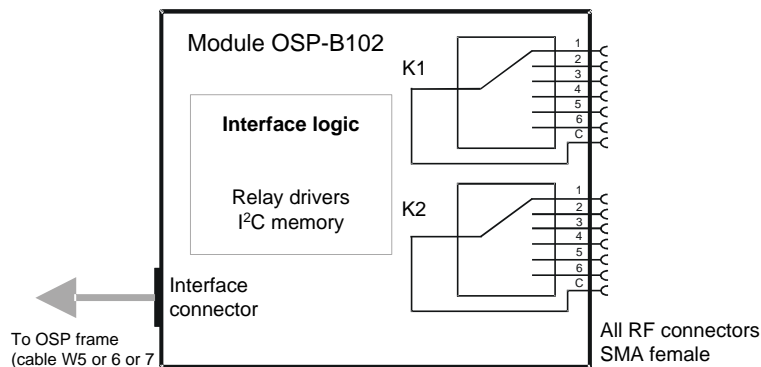 Module OSP-B102
K1
1
2
3
4
5
6
C
Interface logic
Relay drivers
I²C memory
K2
1
2
3
4
5
6
C
Interface
connector
To OSP frame
(cable W5 or 6 or 7
All RF connectors
SMA female